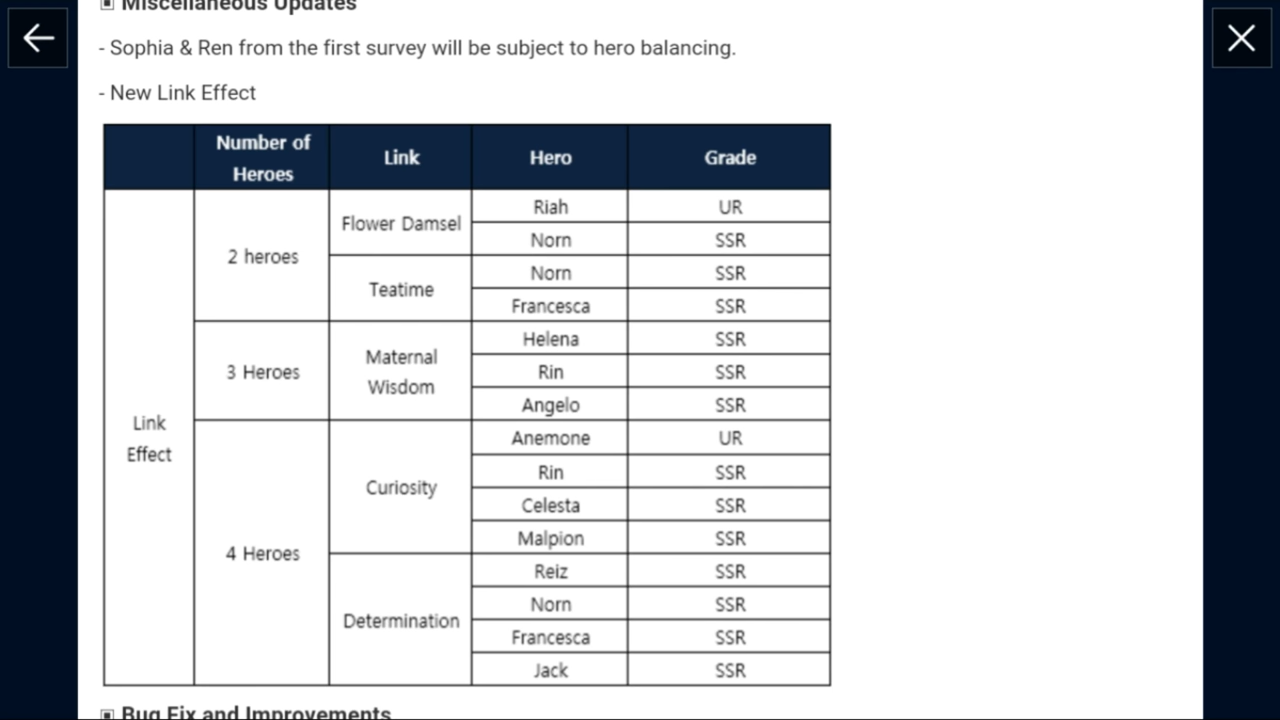 ▣ Miscellaneous Updates
- Sophia & Ren from the first survey will be subject to hero balancing.
- New Link Effect
Number of Heroes Link Hero Grade
Link Effect
2 heroes
Flower Damsel
Riah UR
Norn SSR
Teatime
Norn SSR
Francesca SSR
3 Heroes
Maternal Wisdom
Helena SSR
Rin SSR
Angelo SSR
4 Heroes
Curiosity
Anemone UR
Rin SSR
Celesta SSR
Malpion SSR
Determination
Reiz SSR
Norn SSR
Francesca SSR
Jack SSR
▣ Bug Fix and Improvements